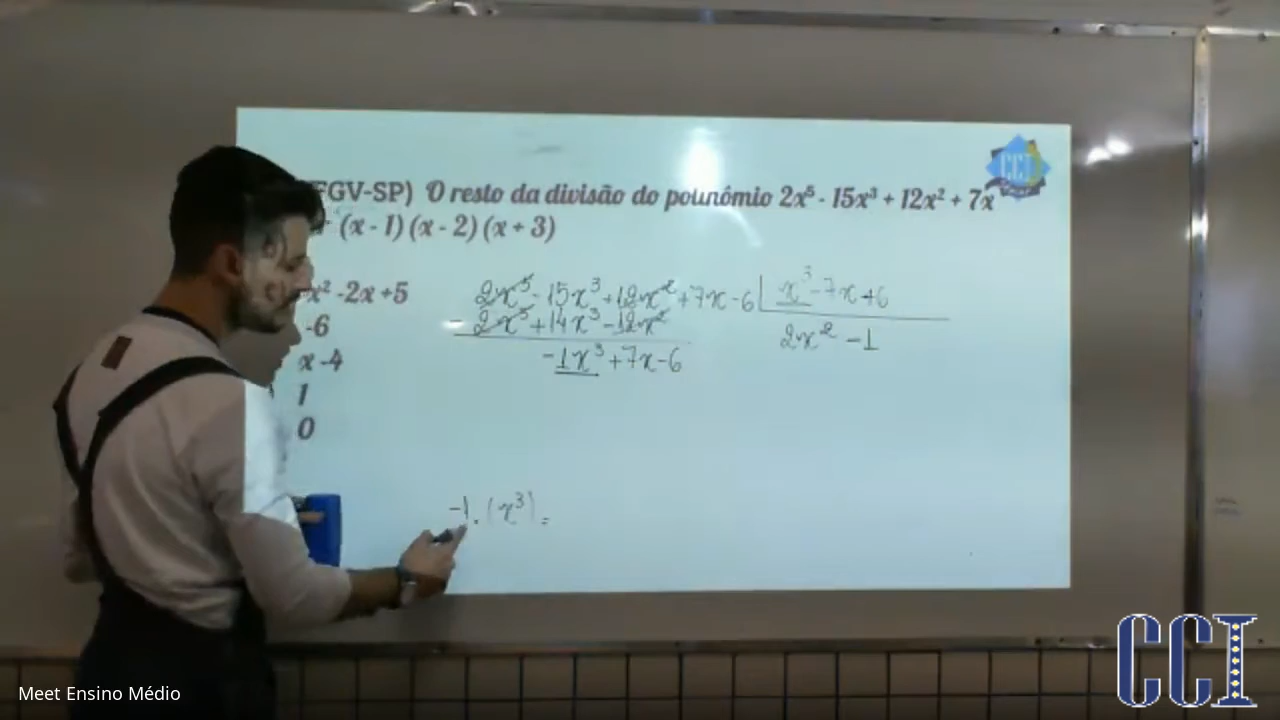 FGV-SP) O resto da divisão do polinômio 2x⁵ - 15x³ + 12x² + 7x
(x - 1) (x - 2) (x + 3)
x² -2x +5
-6
x -4
1
0
2x⁵ - 15x³ + 12x² + 7x - 6 | x³ - 7x + 6
- 2x⁵ + 14x³ - 12x²
2x² - 1
- 1x³ + 7x - 6
-1 . (x³) =
CCI
CCI
Meet Ensino Médio